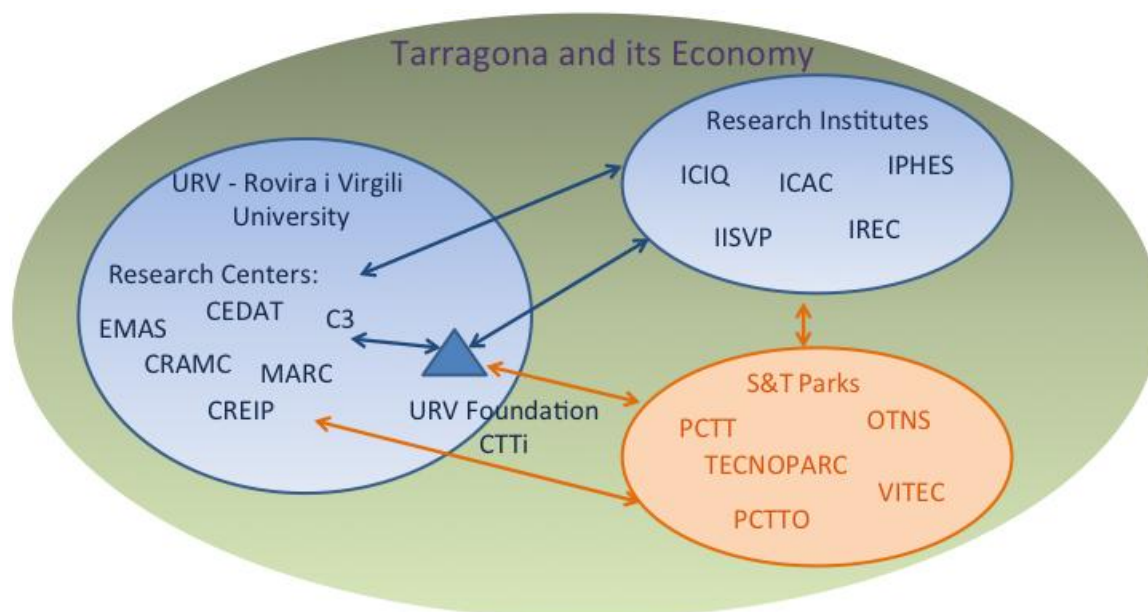 Tarragona and its Economy
URV - Rovira i Virgili
University
Research Centers:
CEDAT
C3
EMAS
CRAMC
MARC
CREIP
URV Foundation
CTTi
Research Institutes
ICIQ
ICAC
IPHES
IISVP
IREC
S&T Parks
PCTT
OTNS
TECNOPARC
VITEC
PCTTO